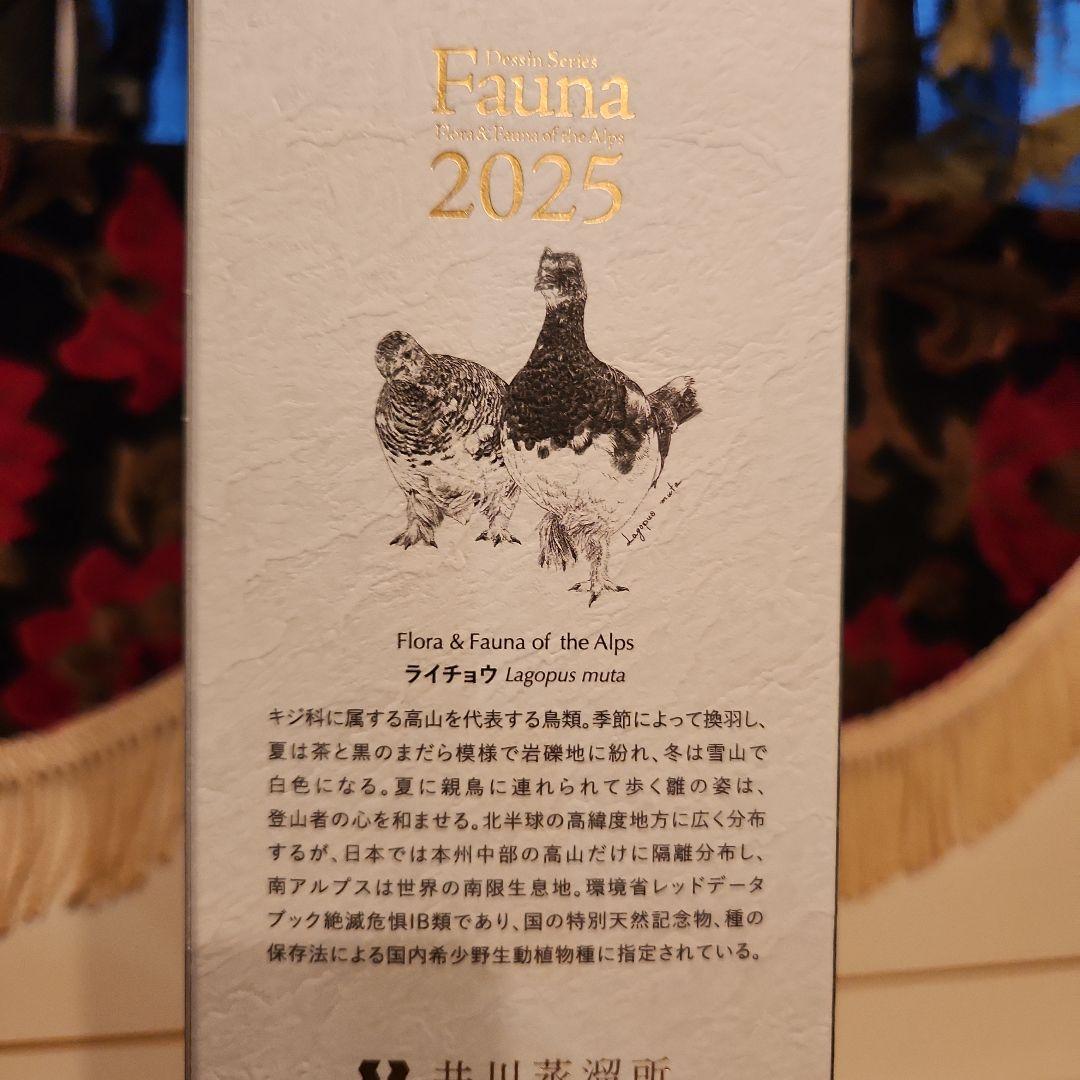 Dessin Series
Fauna
Flora & Fauna of the Alps
2025
Lagopus muta
Flora & Fauna of the Alps
ライチョウ Lagopus muta
キジ科に属する高山を代表する鳥類。季節によって換羽し、
夏は茶と黒のまだら模様で岩礫地に紛れ、冬は雪山で
白色になる。夏に親鳥に連れられて歩く雛の姿は、
登山者の心を和ませる。北半球の高緯度地方に広く分布
するが、日本では本州中部の高山だけに隔離分布し、
南アルプスは世界の南限生息地。環境省レッドデータ
ブック絶滅危惧IB類であり、国の特別天然記念物、種の
保存法による国内希少野生動植物種に指定されている。
井川蒸溜所